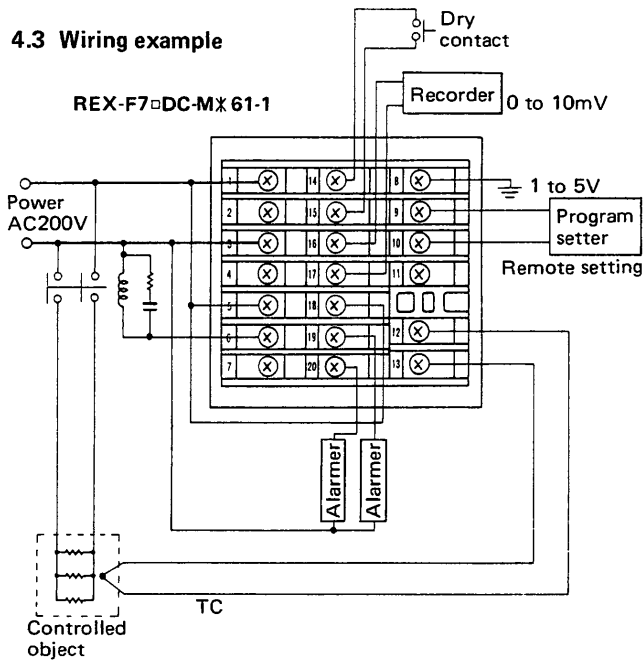 4.3 Wiring example
Dry
contact
REX-F7□DC-M※61-1
Recorder
0 to 10mV
Power
AC200V
1 14 8
2 15 9
3 16 10
4 17 11
5 18
6 19 12
7 20 13
1 to 5V
Program
setter
Remote setting
Alarmer
Alarmer
TC
Controlled
object